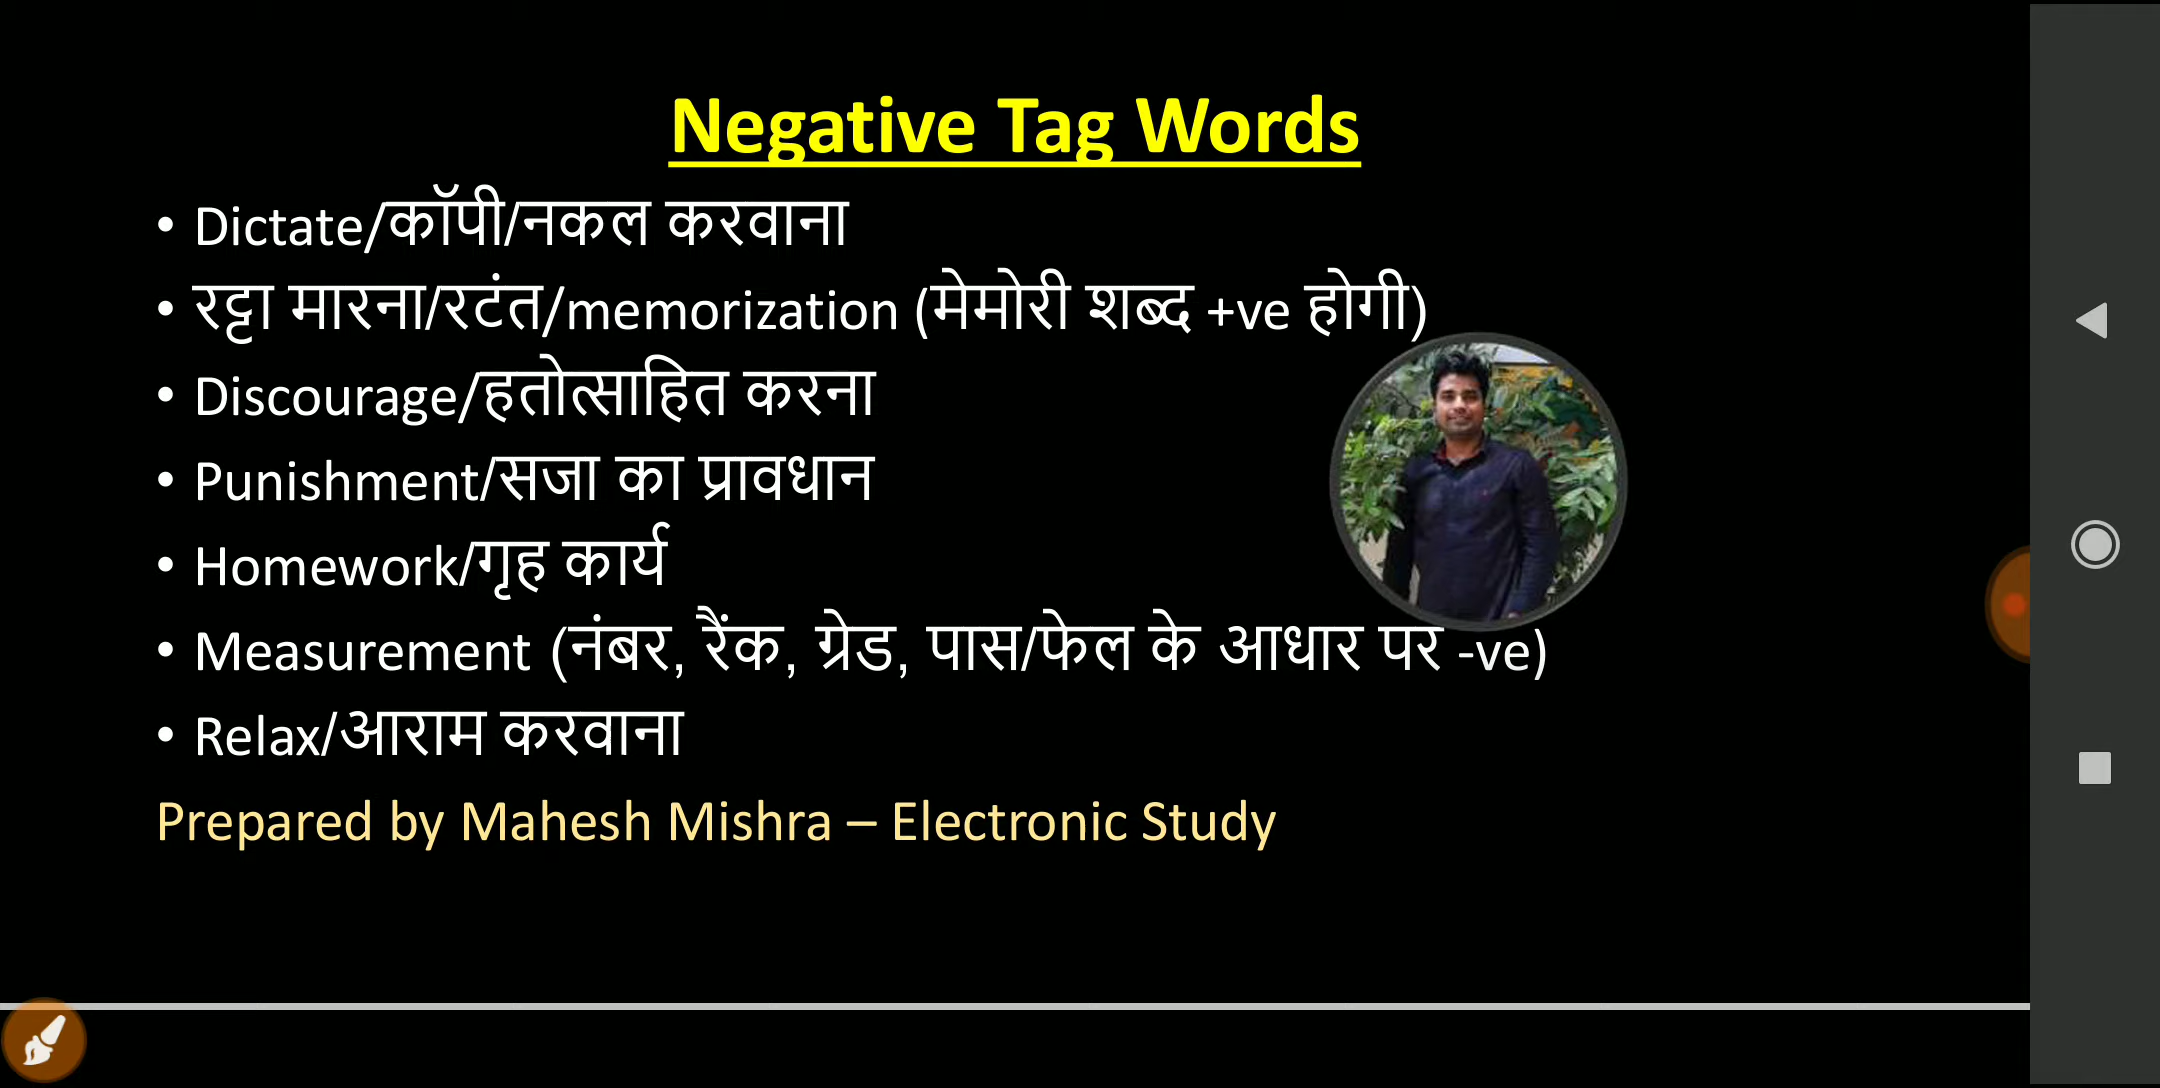 Negative Tag Words
• Dictate/कॉपी/नकल करवाना
• रट्टा मारना/रटंत/memorization (मेमोरी शब्द +ve होगी)
• Discourage/हतोत्साहित करना
• Punishment/सजा का प्रावधान
• Homework/गृह कार्य
• Measurement (नंबर, रैंक, ग्रेड, पास/फेल के आधार पर -ve)
• Relax/आराम करवाना
Prepared by Mahesh Mishra – Electronic Study